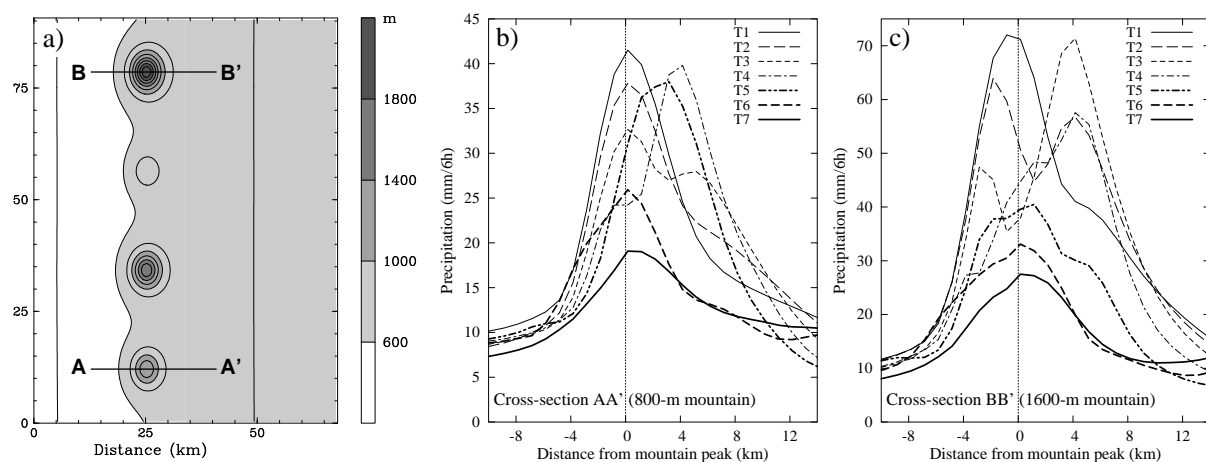 a)
m
1800
1400
1000
600
B B'
A A'
75
50
25
0
0 25 50
Distance (km)
b)
T1
T2
T3
T4
T5
T6
T7
45
40
35
30
25
20
15
10
5
0
Precipitation (mm/6h)
Cross-section AA' (800-m mountain)
-8 -4 0 4 8 12
Distance from mountain peak (km)
c)
T1
T2
T3
T4
T5
T6
T7
70
60
50
40
30
20
10
0
Precipitation (mm/6h)
Cross-section BB' (1600-m mountain)
-8 -4 0 4 8 12
Distance from mountain peak (km)